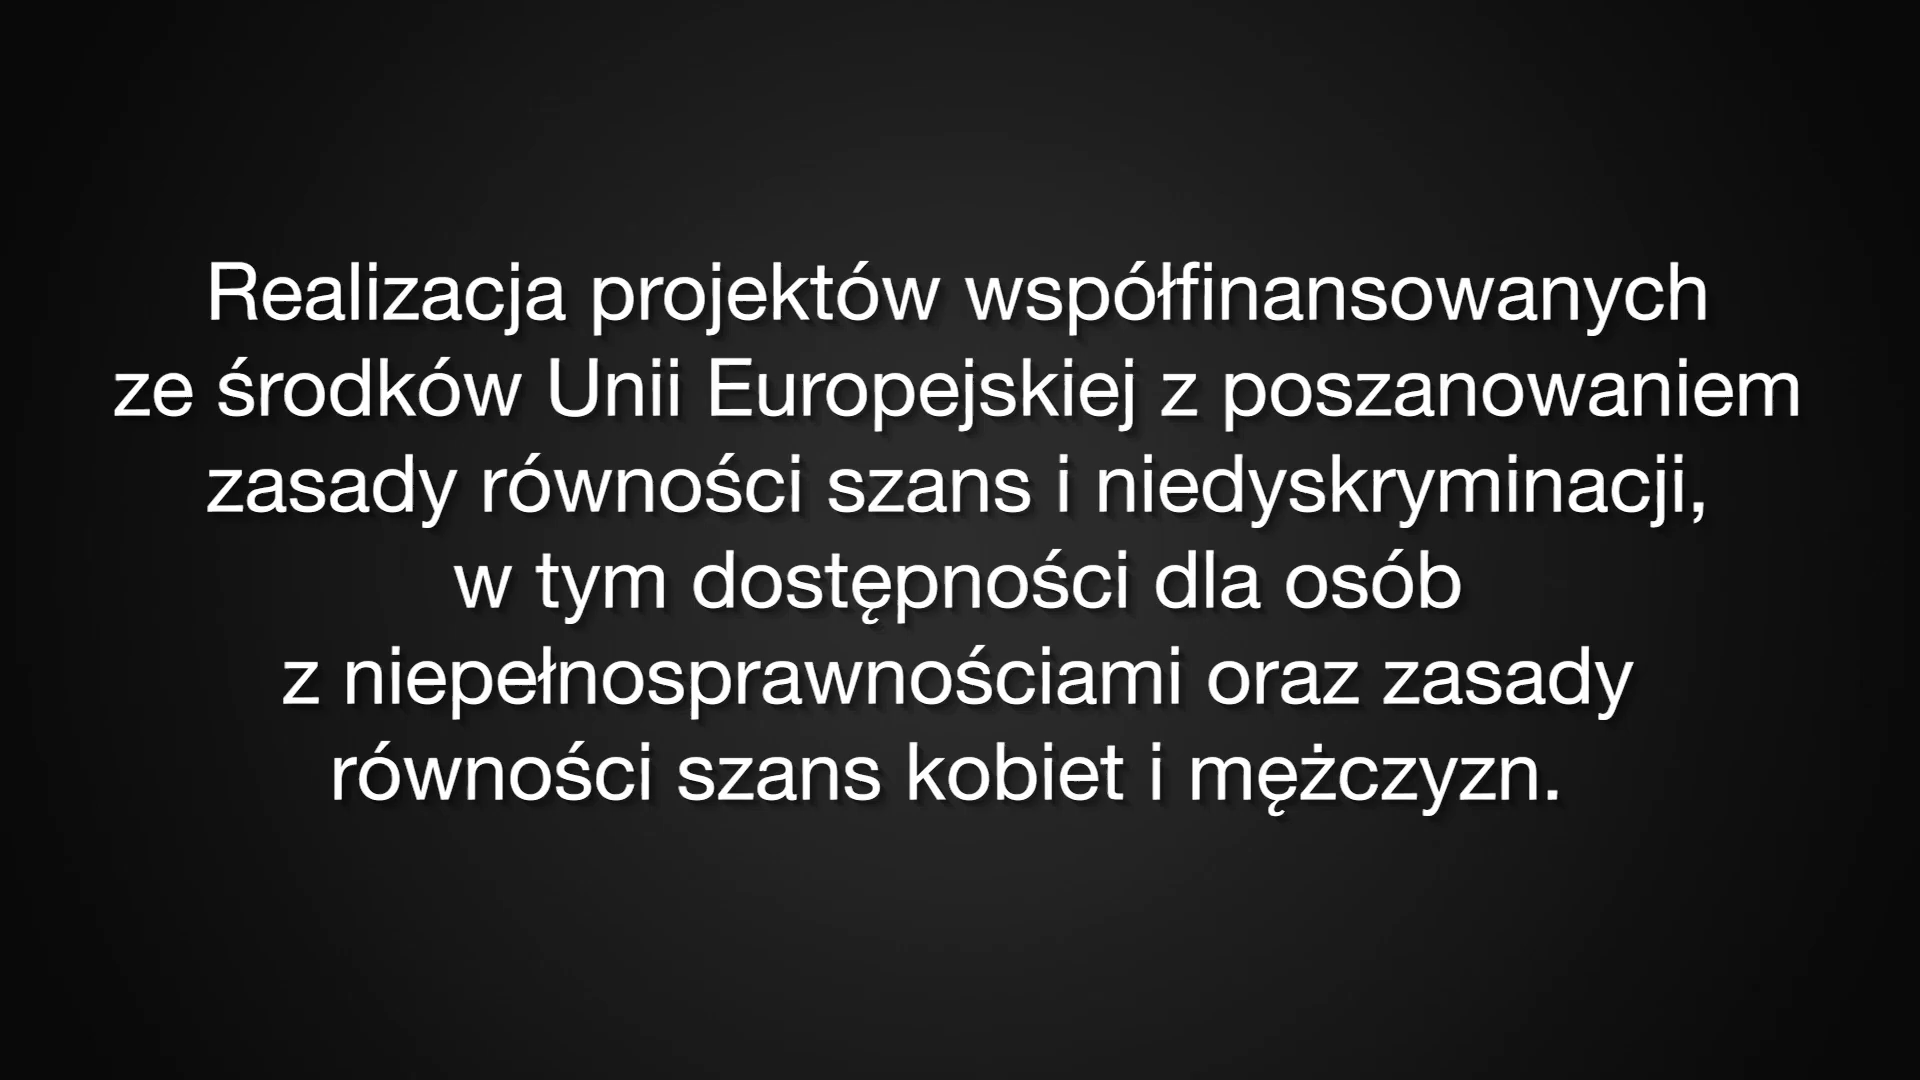 Realizacja projektów współfinansowanych
ze środków Unii Europejskiej z poszanowaniem
zasady równości szans i niedyskryminacji,
w tym dostępności dla osób
z niepełnosprawnościami oraz zasady
równości szans kobiet i mężczyzn.